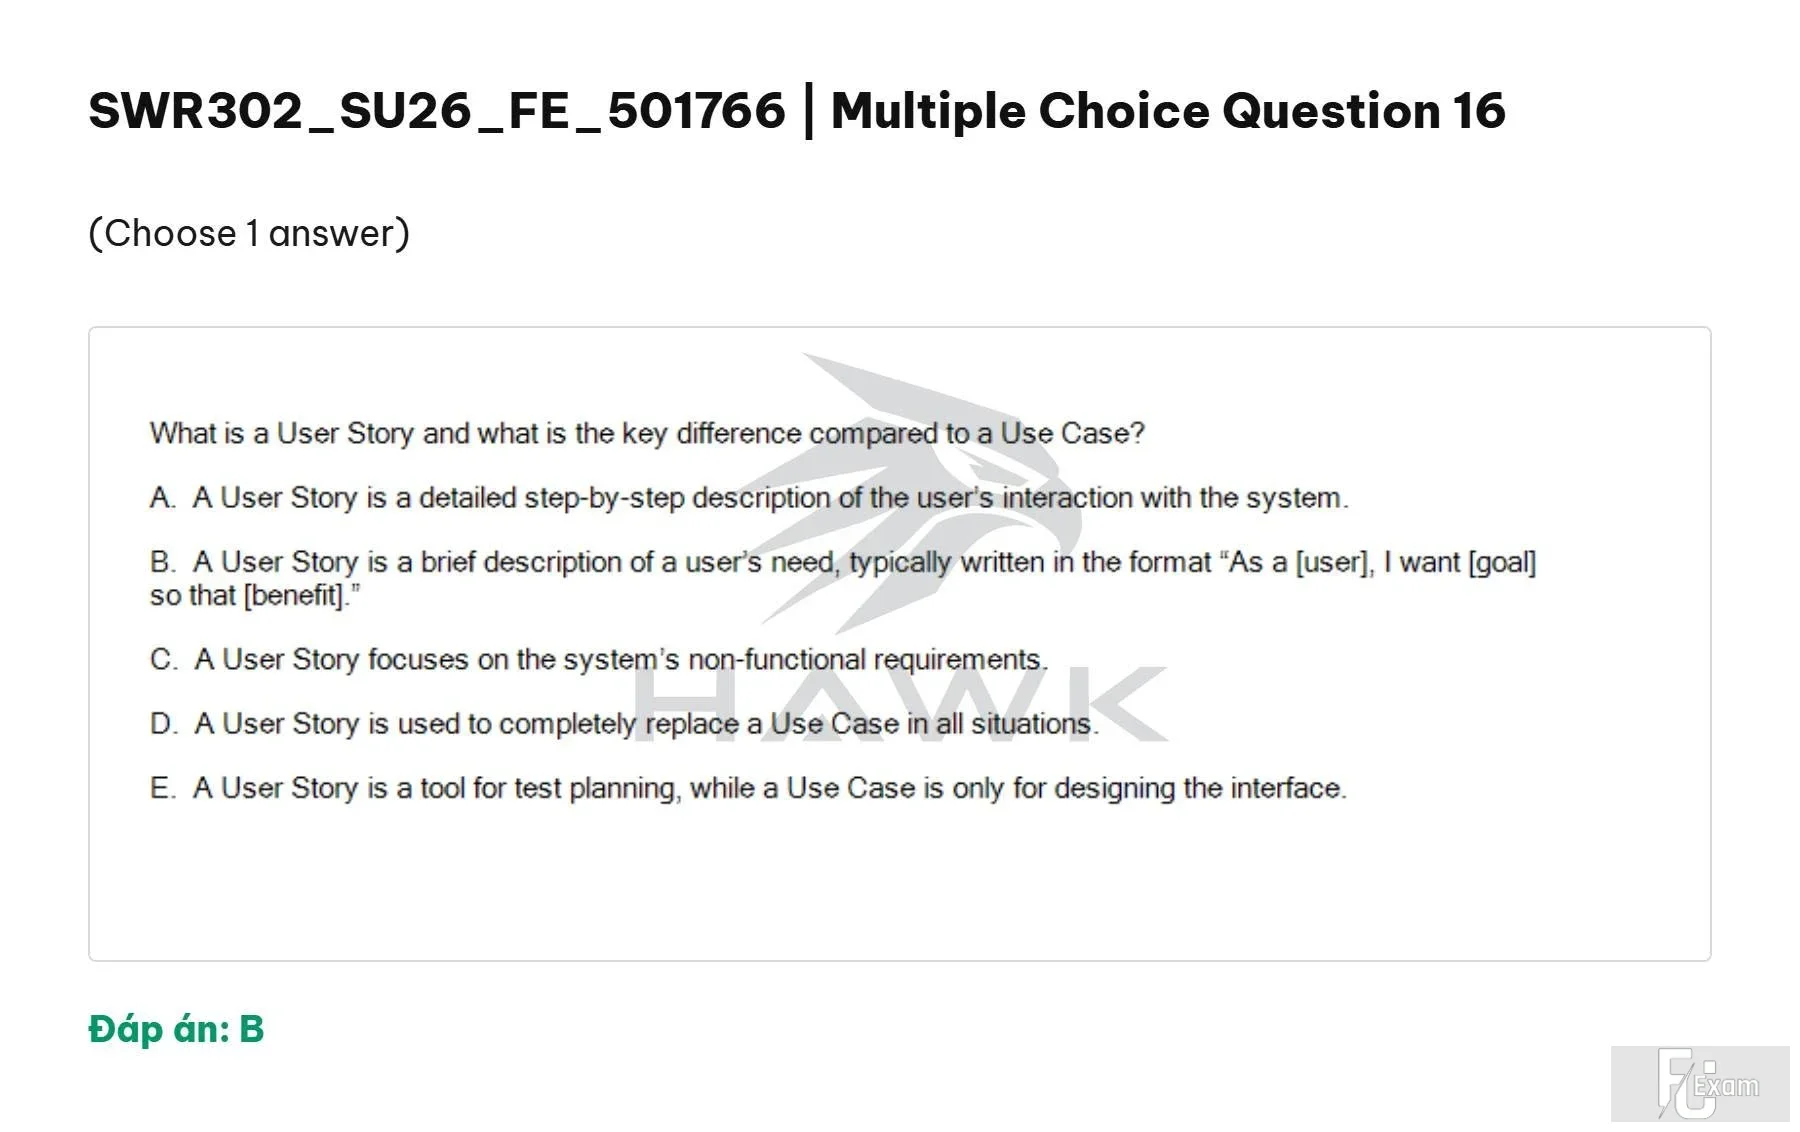 SWR302_SU26_FE_501766 | Multiple Choice Question 16
(Choose 1 answer)
What is a User Story and what is the key difference compared to a Use Case?
A. A User Story is a detailed step-by-step description of the user's interaction with the system.
B. A User Story is a brief description of a user’s need, typically written in the format “As a [user], I want [goal]
so that [benefit].”
C. A User Story focuses on the system’s non-functional requirements.
D. A User Story is used to completely replace a Use Case in all situations.
E. A User Story is a tool for test planning, while a Use Case is only for designing the interface.
HAWK
Đáp án: B
FU Exam